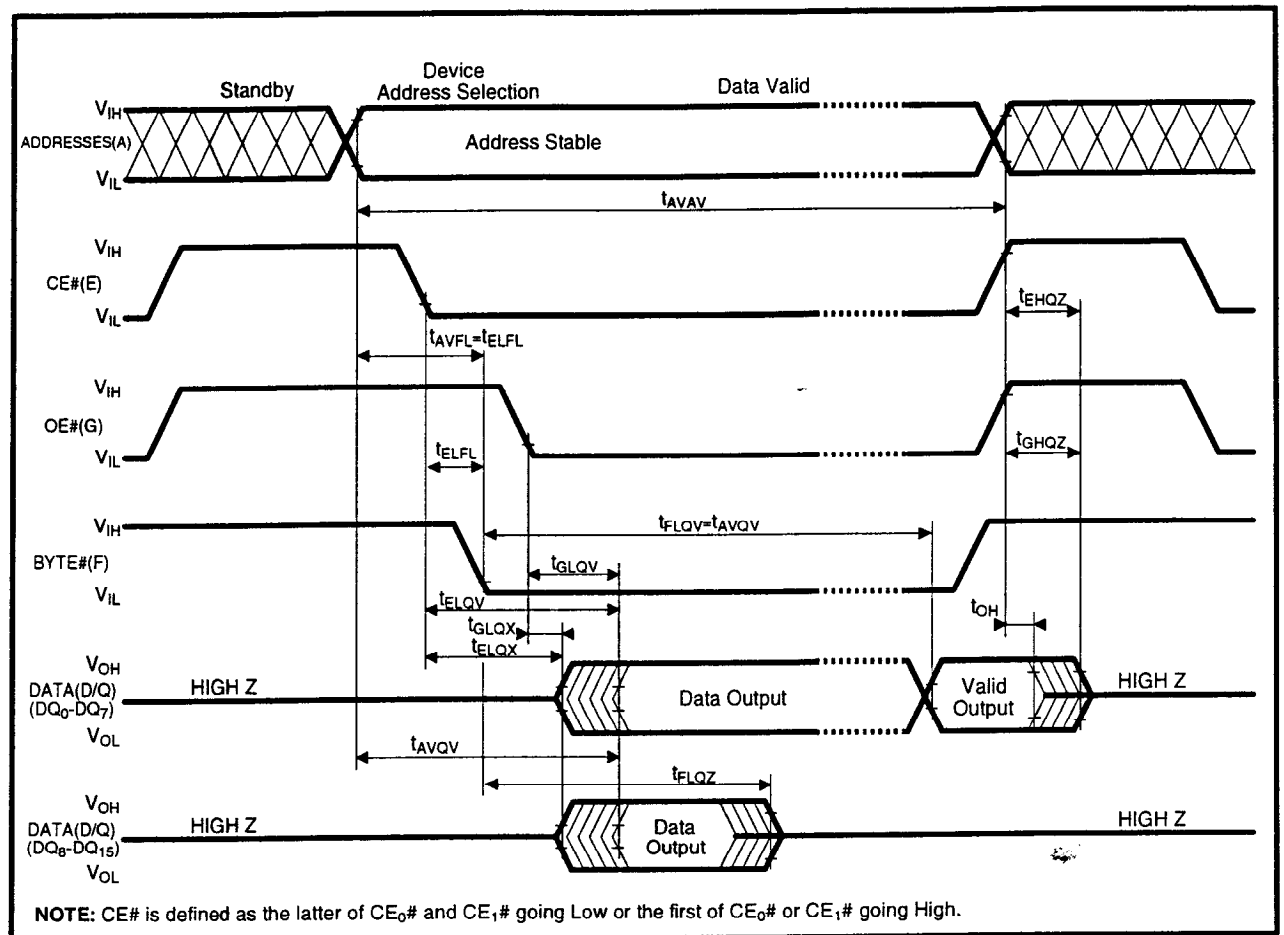 Standby
Device
Address Selection
Data Valid
VIH
ADDRESSES(A)
Address Stable
VIL
tAVAV
VIH
CE#(E)
VIL
tEHQZ
tAVFL=tELFL
VIH
OE#(G)
VIL
tELFL
tGHQZ
VIH
BYTE#(F)
VIL
tFLQV=tAVQV
tGLQV
tELQV
tGLQX
tELQX
tOH
VOH
DATA(D/Q)
(DQ0-DQ7)
VOL
HIGH Z
Data Output
Valid
Output
HIGH Z
tAVQV
tFLQZ
VOH
DATA(D/Q)
(DQ8-DQ15)
VOL
HIGH Z
Data
Output
HIGH Z
NOTE: CE# is defined as the latter of CE0# and CE1# going Low or the first of CE0# or CE1# going High.